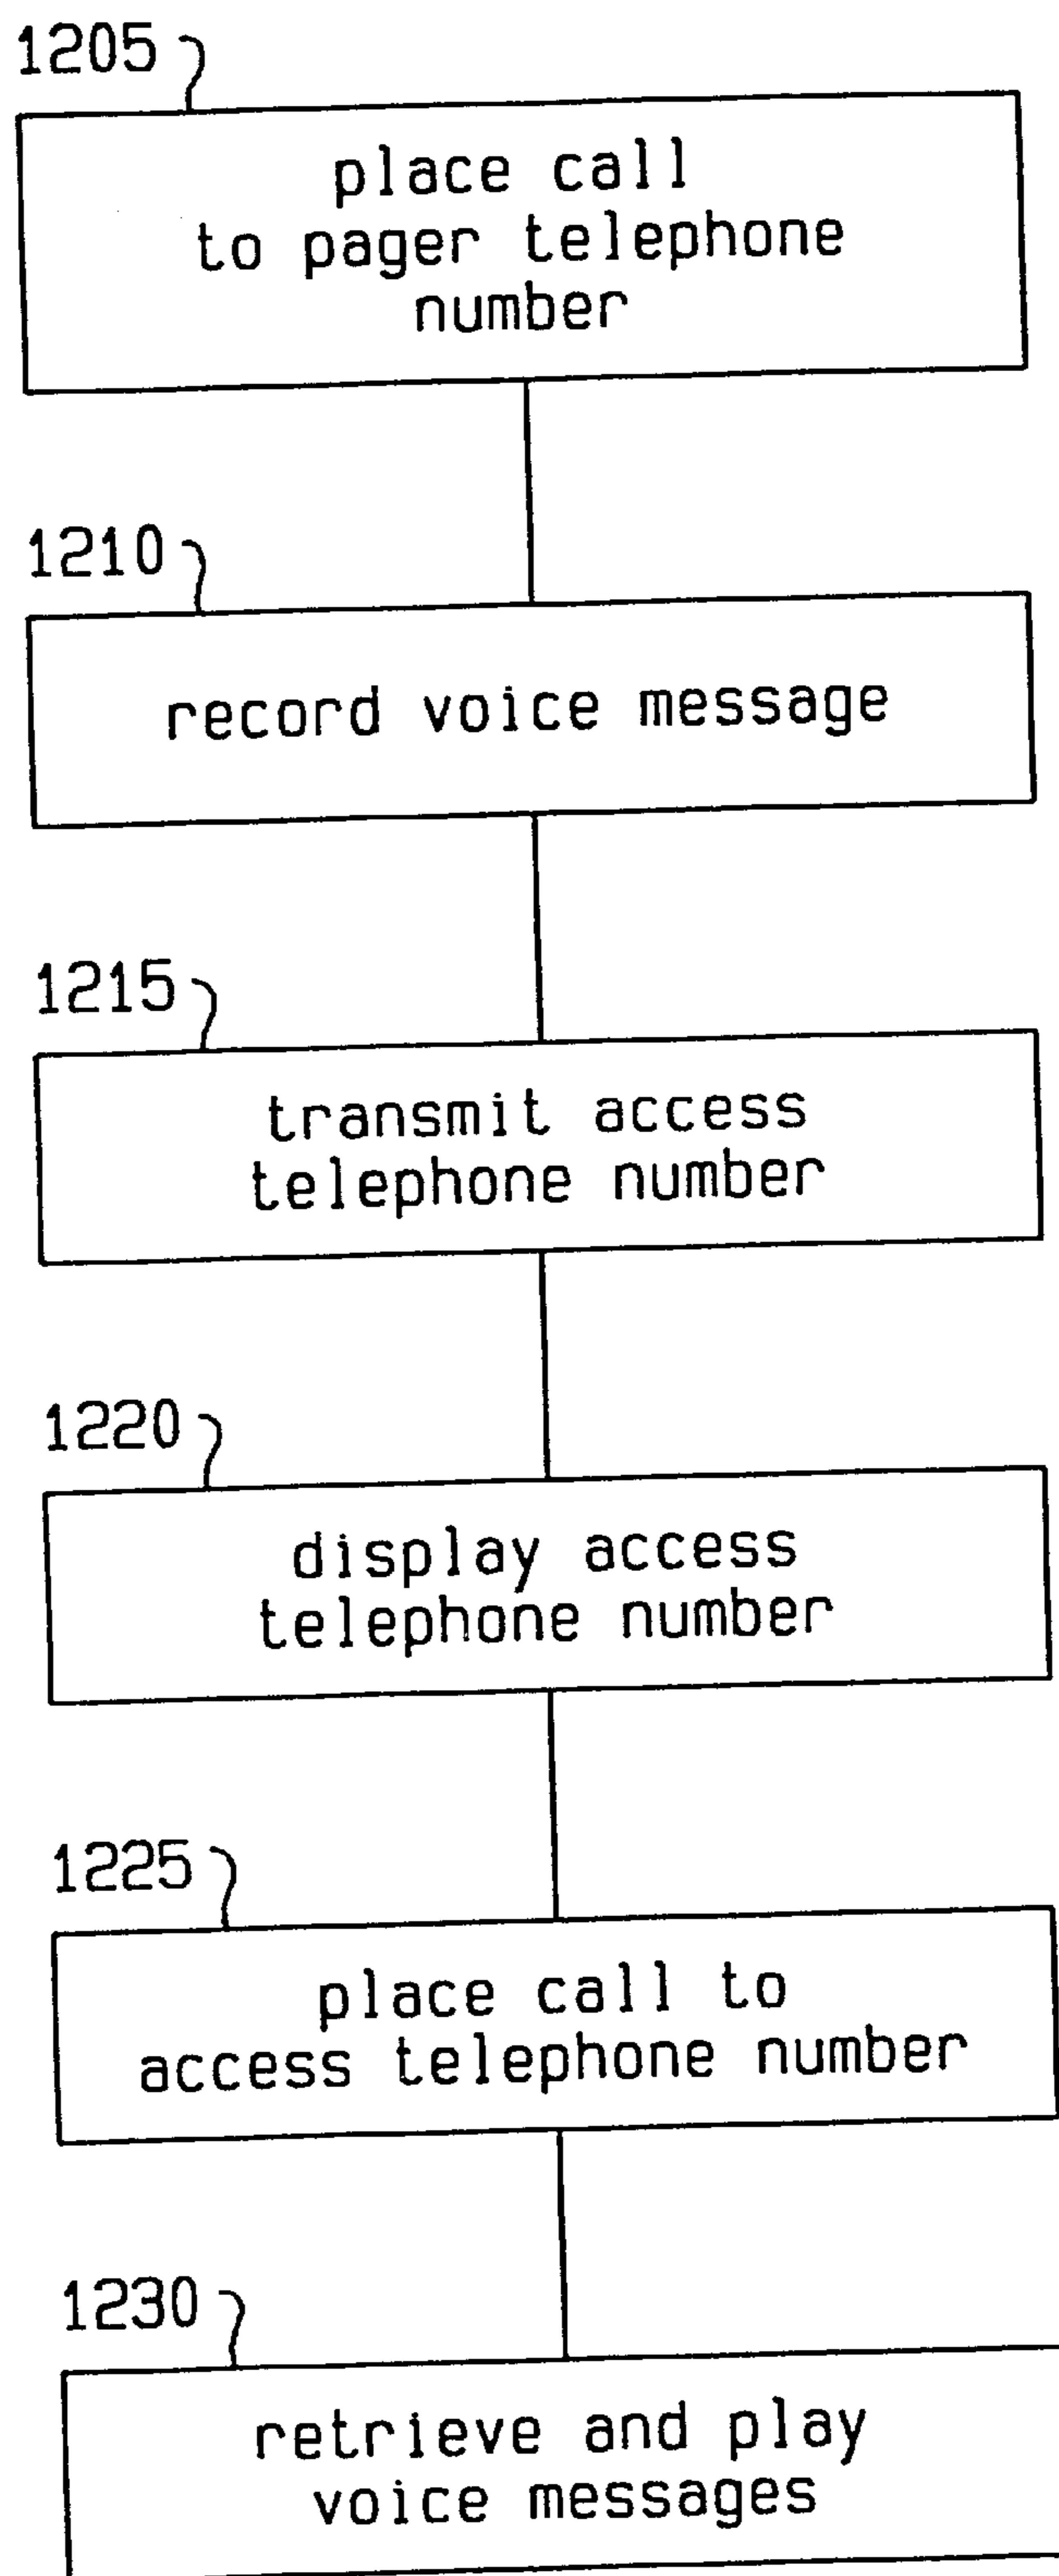 1205
place call
to pager telephone
number
1210
record voice message
1215
transmit access
telephone number
1220
display access
telephone number
1225
place call to
access telephone number
1230
retrieve and play
voice messages